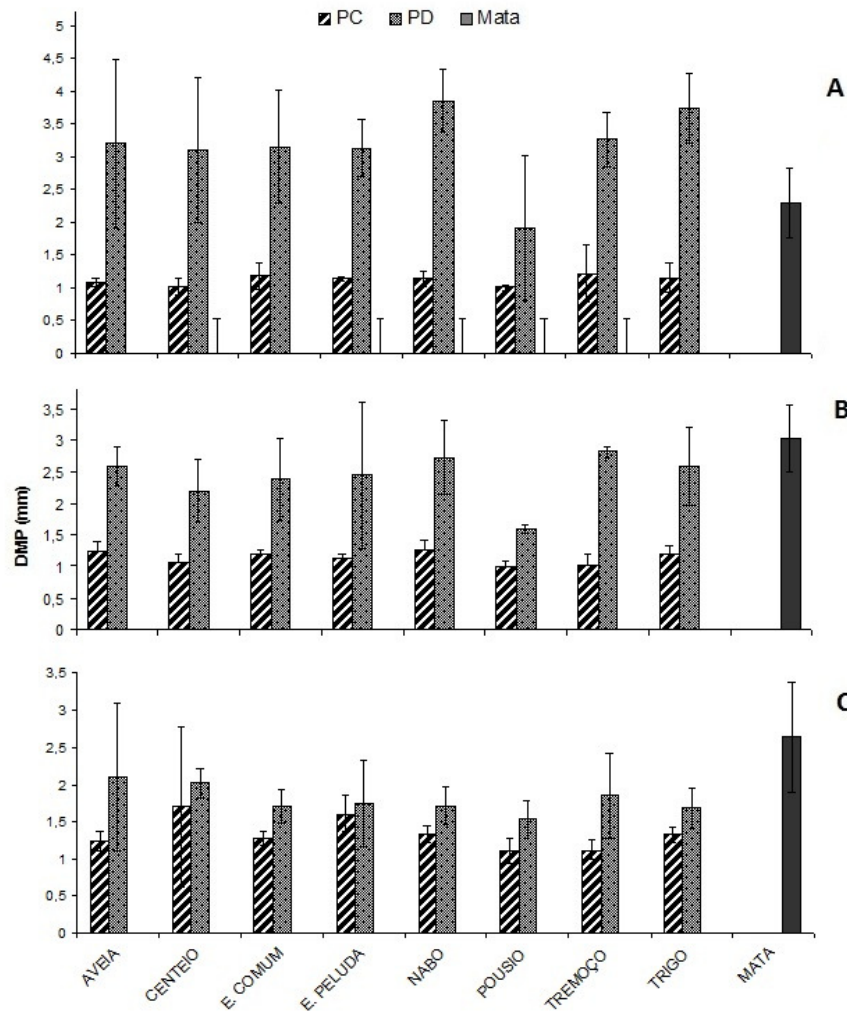 PC PD Mata
5
4,5
4
3,5
3
2,5
2
1,5
1
0,5
0
A
3,5
3
2,5
2
1,5
1
0,5
0
B
DMP (mm)
3,5
3
2,5
2
1,5
1
0,5
0
C
AVEIA
CENTEIO
E. COMUM
E. PELUDA
NABO
POUSIO
TREMOÇO
TRIGO
MATA